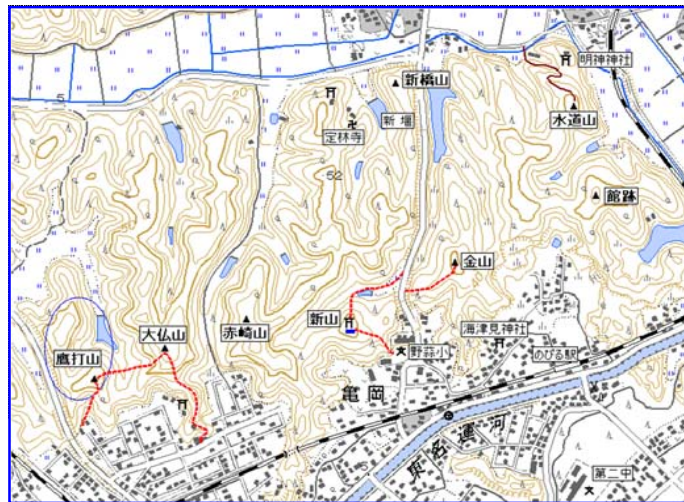 新橋山
明神神社
新堀
定林寺
水道山
52
館跡
金山
新山
大仏山
赤崎山
海津見神社
鷹打山
野蒜小
のびる駅
亀岡
東名運河
第二中